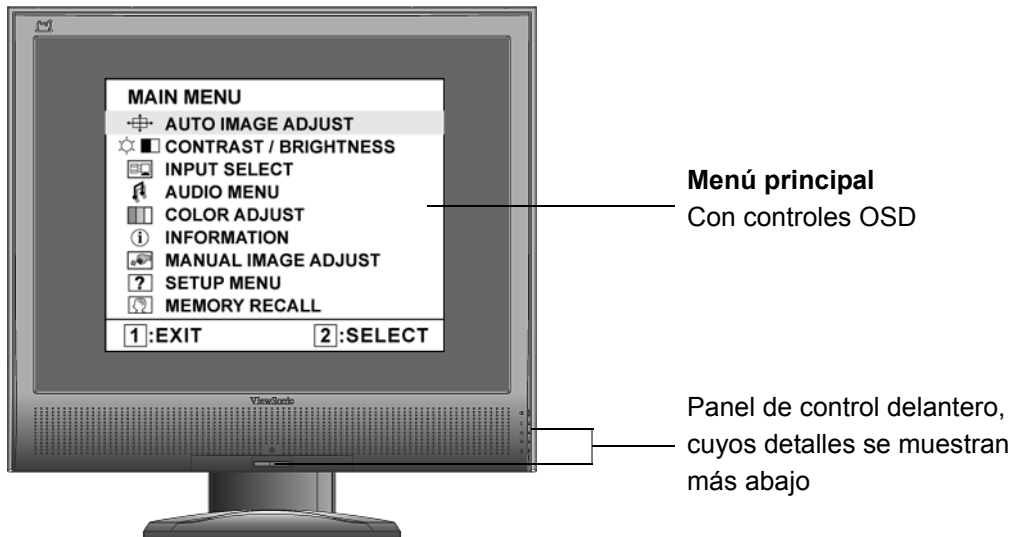 MAIN MENU
AUTO IMAGE ADJUST
CONTRAST / BRIGHTNESS
INPUT SELECT
AUDIO MENU
COLOR ADJUST
INFORMATION
MANUAL IMAGE ADJUST
SETUP MENU
MEMORY RECALL
1:EXIT 2:SELECT
ViewSonic
Menú principal
Con controles OSD
Panel de control delantero,
cuyos detalles se muestran
más abajo